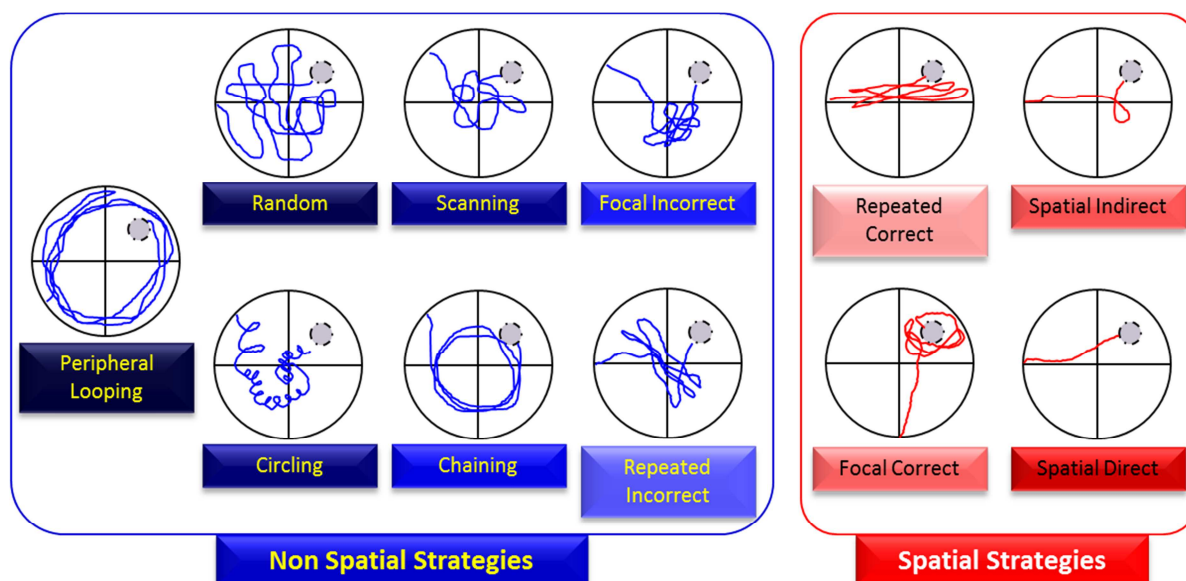 Random
Scanning
Focal Incorrect
Peripheral
Looping
Circling
Chaining
Repeated
Incorrect
Non Spatial Strategies
Repeated
Correct
Spatial Indirect
Focal Correct
Spatial Direct
Spatial Strategies